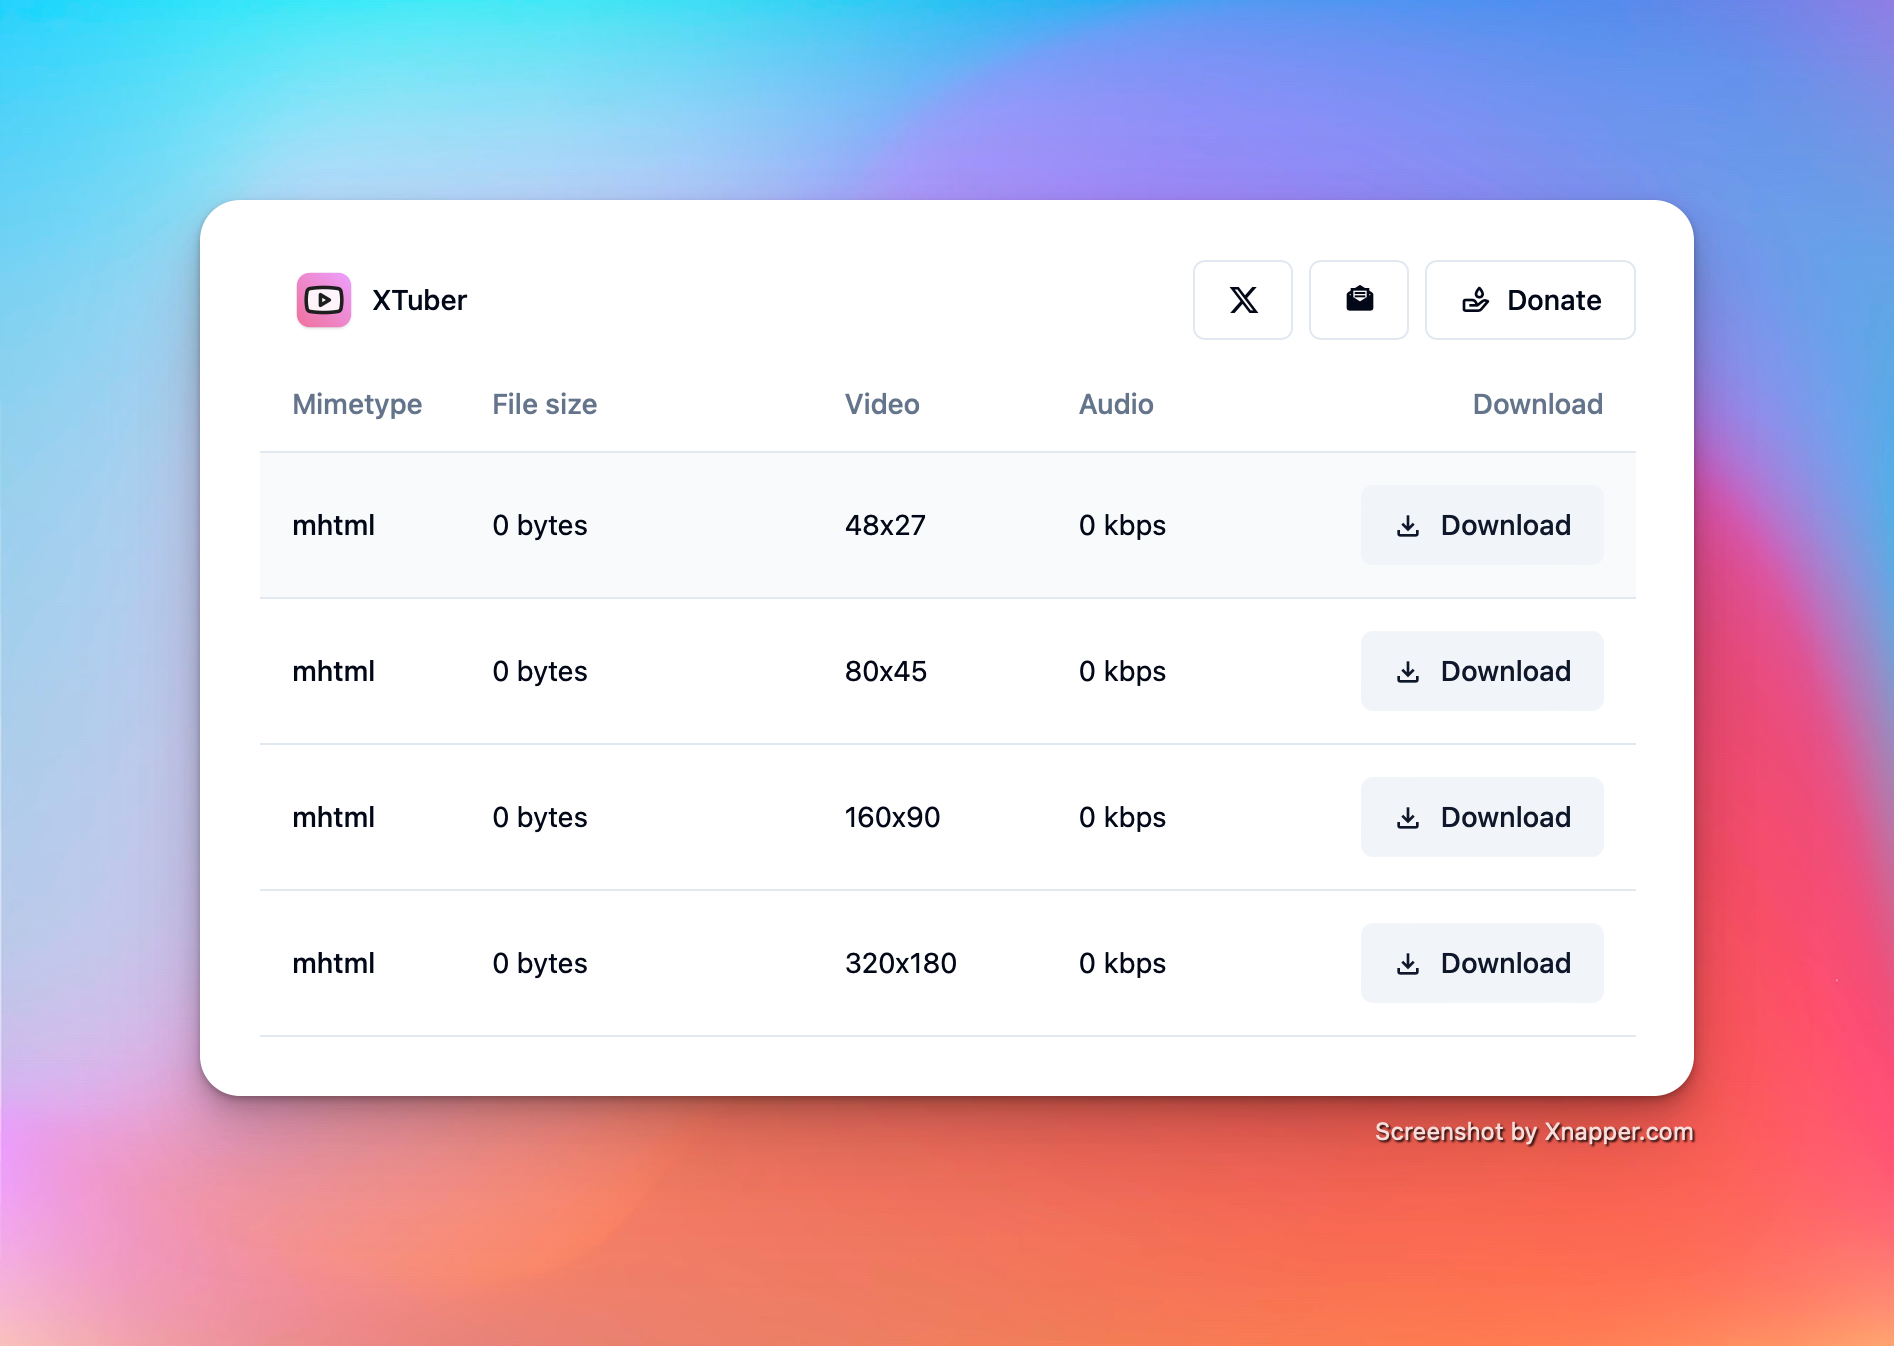 XTuber
Donate
Mimetype File size Video Audio Download
mhtml 0 bytes 48x27 0 kbps Download
mhtml 0 bytes 80x45 0 kbps Download
mhtml 0 bytes 160x90 0 kbps Download
mhtml 0 bytes 320x180 0 kbps Download
Screenshot by Xnapper.com